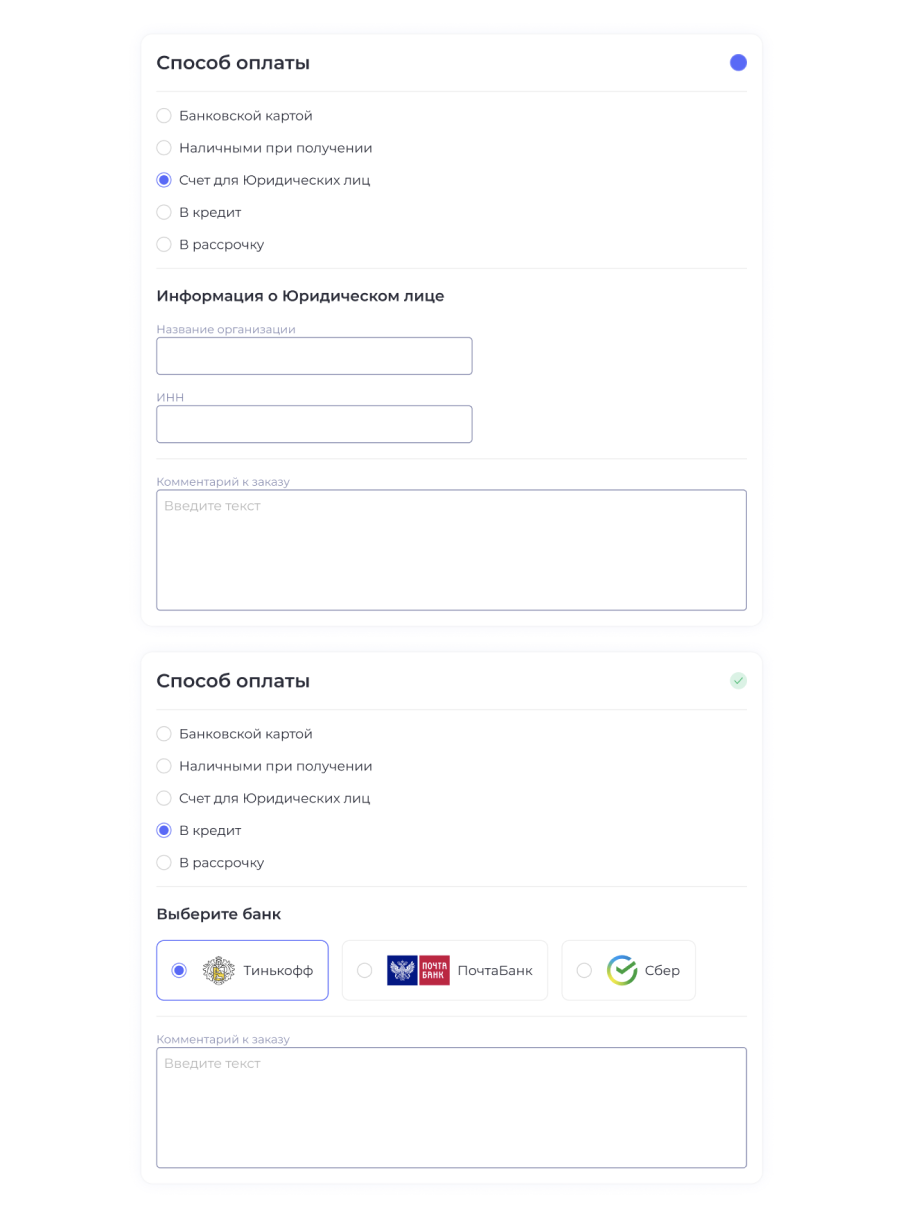 Способ оплаты
Банковской картой
Наличными при получении
Счет для Юридических лиц
В кредит
В рассрочку
Информация о Юридическом лице
Название организации
ИНН
Комментарий к заказу
Введите текст
Способ оплаты
Банковской картой
Наличными при получении
Счет для Юридических лиц
В кредит
В рассрочку
Выберите банк
Тинькофф
ПОЧТА
БАНК
ПочтаБанк
Сбер
Комментарий к заказу
Введите текст